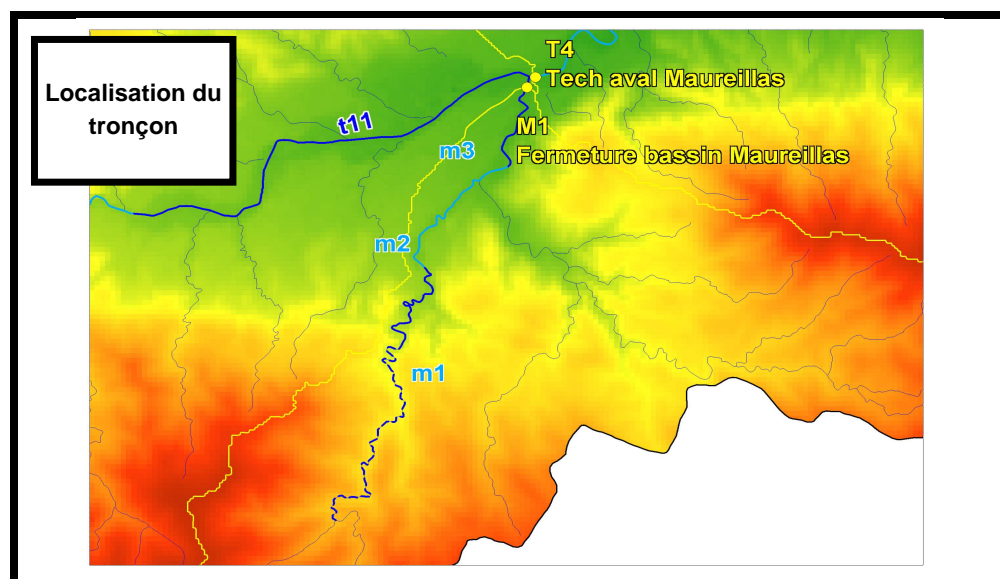 Localisation du
tronçon
T4
Tech aval Maureillas
t11
M1
m3
Fermeture bassin Maureillas
m2
m1